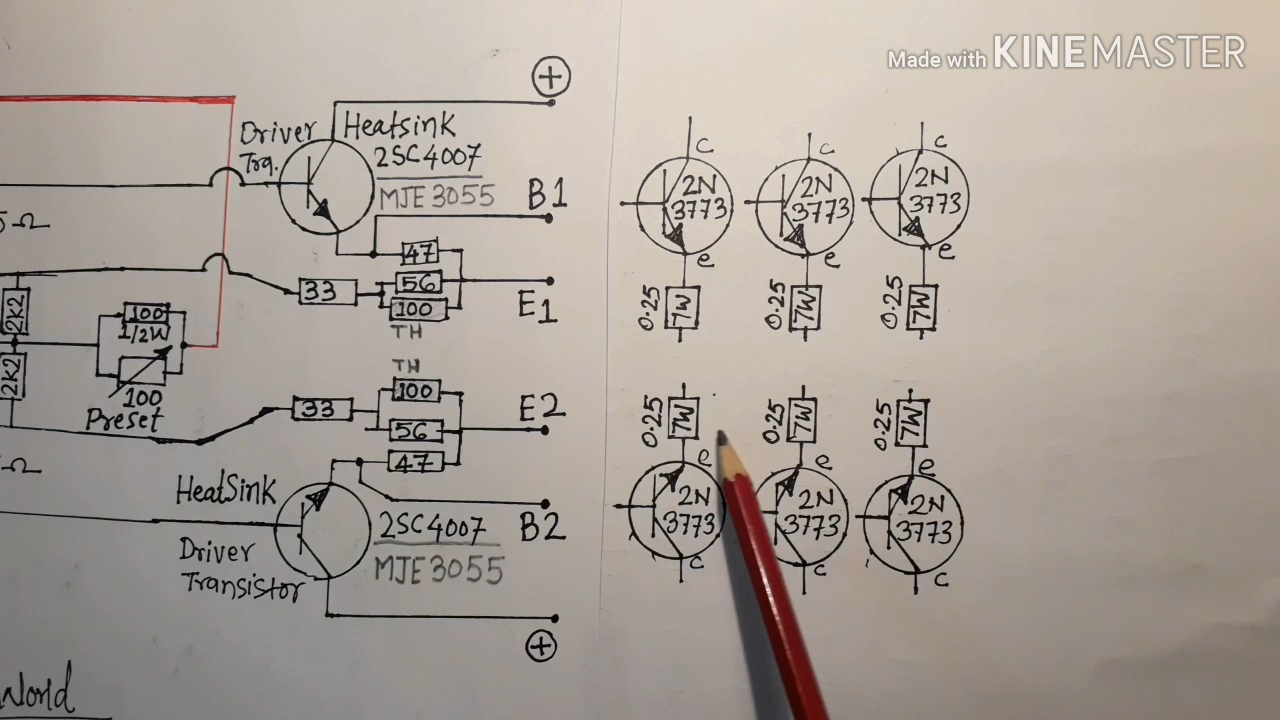 Made with KINEMASTER
+
Driver
Trq.
Heatsink
2SC4007
MJE3055
B1
5Ω
47
33
56
100
TH
E1
2K2
100
1/2W
2K2
100
Preset
TH
100
33
56
E2
47
Ω
HeatSink
Driver
Transistor
2SC4007
MJE3055
B2
+
World
c
2N
3773
e
0.25
7W
c
2N
3773
e
0.25
7W
c
2N
3773
e
0.25
7W
0.25
7W
e
2N
3773
c
0.25
7W
e
2N
3773
c
0.25
7W
e
2N
3773
c